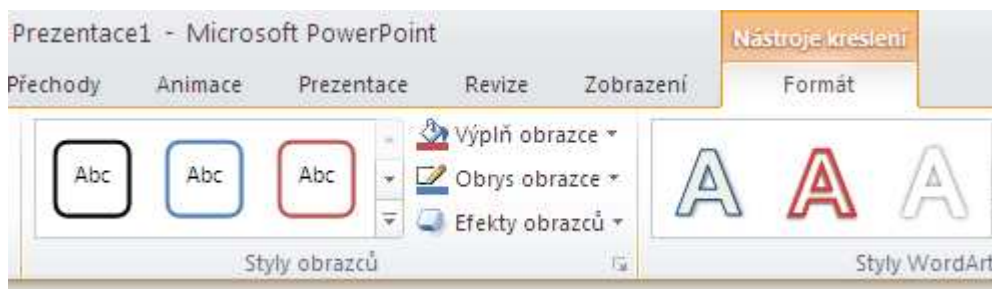 Prezentace1 - Microsoft PowerPoint
Nástroje kreslení
Přechody Animace Prezentace Revize Zobrazení Formát
Abc Abc Abc
Výplň obrazce
Obrys obrazce
Efekty obrazců
A A A
Styly obrazců
Styly WordArt